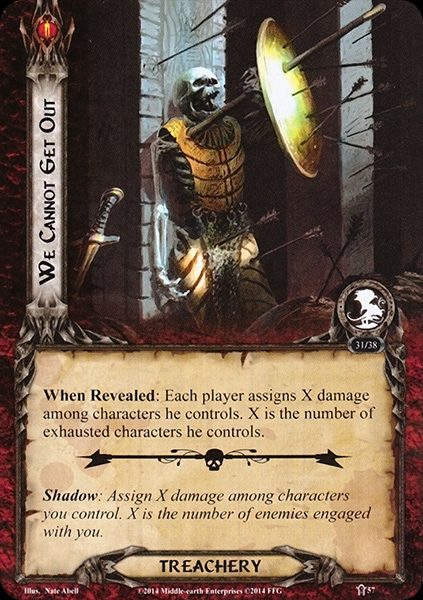 We Cannot Get Out
31/38
When Revealed: Each player assigns X damage
among characters he controls. X is the number of
exhausted characters he controls.
Shadow: Assign X damage among characters
you control. X is the number of enemies engaged
with you.
TREACHERY
Illus. Nate Abell
©2014 Middle-earth Enterprises ©2014 FFG
57